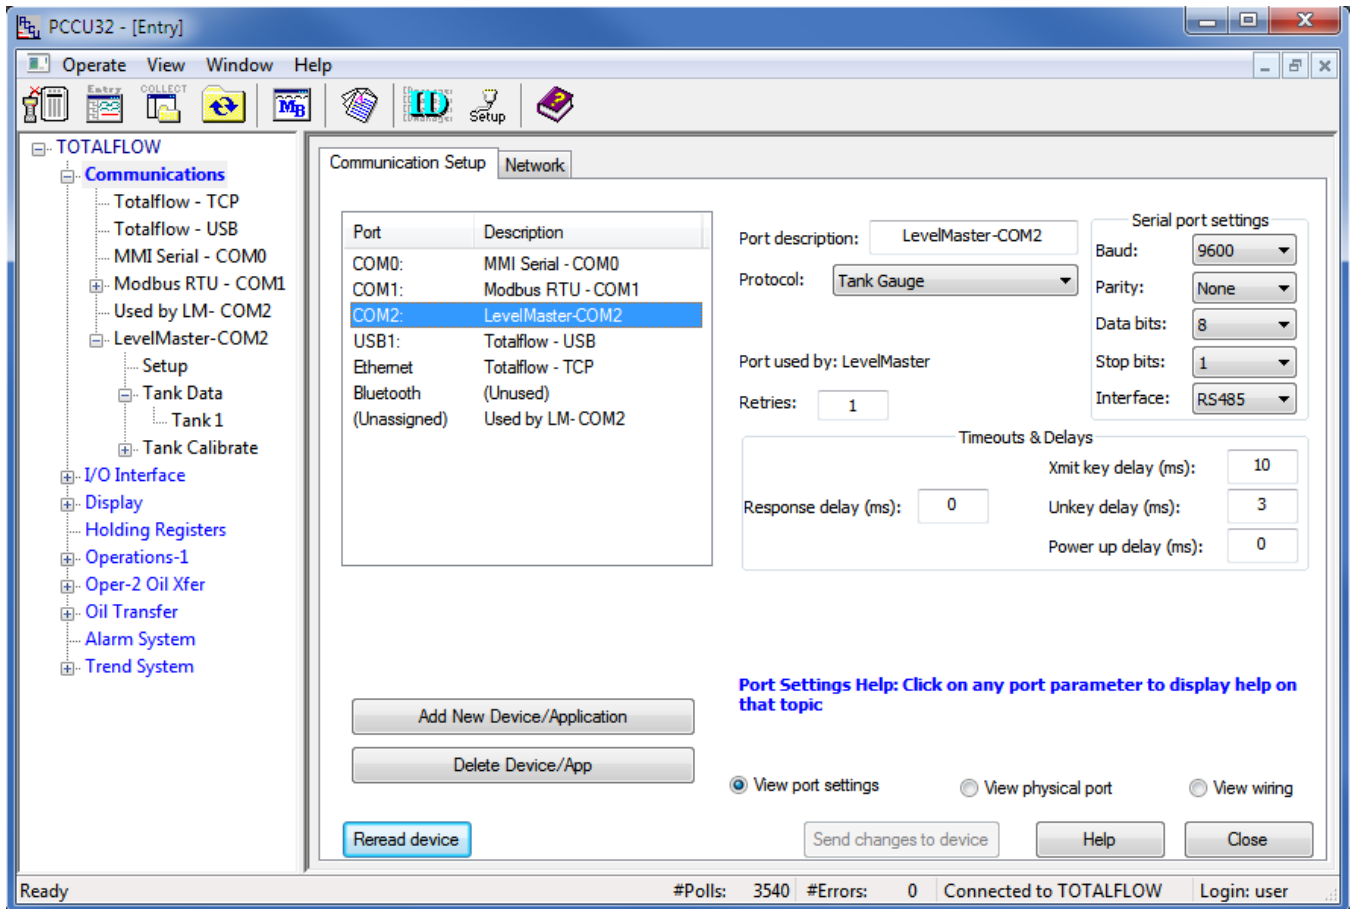 PCCU32 - [Entry]
Operate View Window Help
Entry COLLECT MB ID Setup
TOTALFLOW
Communications
Totalflow - TCP
Totalflow - USB
MMI Serial - COM0
Modbus RTU - COM1
Used by LM- COM2
LevelMaster-COM2
Setup
Tank Data
Tank 1
Tank Calibrate
I/O Interface
Display
Holding Registers
Operations-1
Oper-2 Oil Xfer
Oil Transfer
Alarm System
Trend System
Communication Setup Network
Port Description
COM0: MMI Serial - COM0
COM1: Modbus RTU - COM1
COM2: LevelMaster-COM2
USB1: Totalflow - USB
Ethernet Totalflow - TCP
Bluetooth (Unused)
(Unassigned) Used by LM- COM2
Add New Device/Application
Delete Device/App
Reread device
Port description: LevelMaster-COM2
Protocol: Tank Gauge
Port used by: LevelMaster
Retries: 1
Serial port settings
Baud: 9600
Parity: None
Data bits: 8
Stop bits: 1
Interface: RS485
Timeouts & Delays
Xmit key delay (ms): 10
Response delay (ms): 0 Unkey delay (ms): 3
Power up delay (ms): 0
Port Settings Help: Click on any port parameter to display help on
that topic
View port settings View physical port View wiring
Send changes to device Help Close
Ready #Polls: 3540 #Errors: 0 Connected to TOTALFLOW Login: user